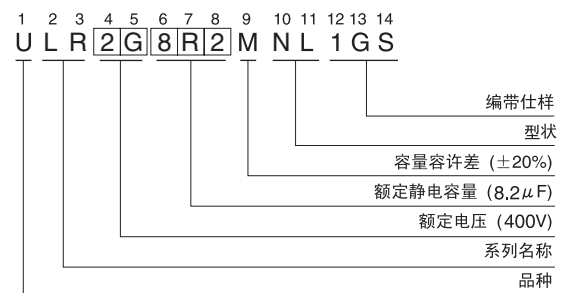 1 2 3 4 5 6 7 8 9 10 11 12 13 14
U L R 2 G 8 R 2 M N L 1 G S
编带仕样
型状
容量容许差 (±20%)
额定静电容量 (8.2μF)
额定电压 (400V)
系列名称
品种